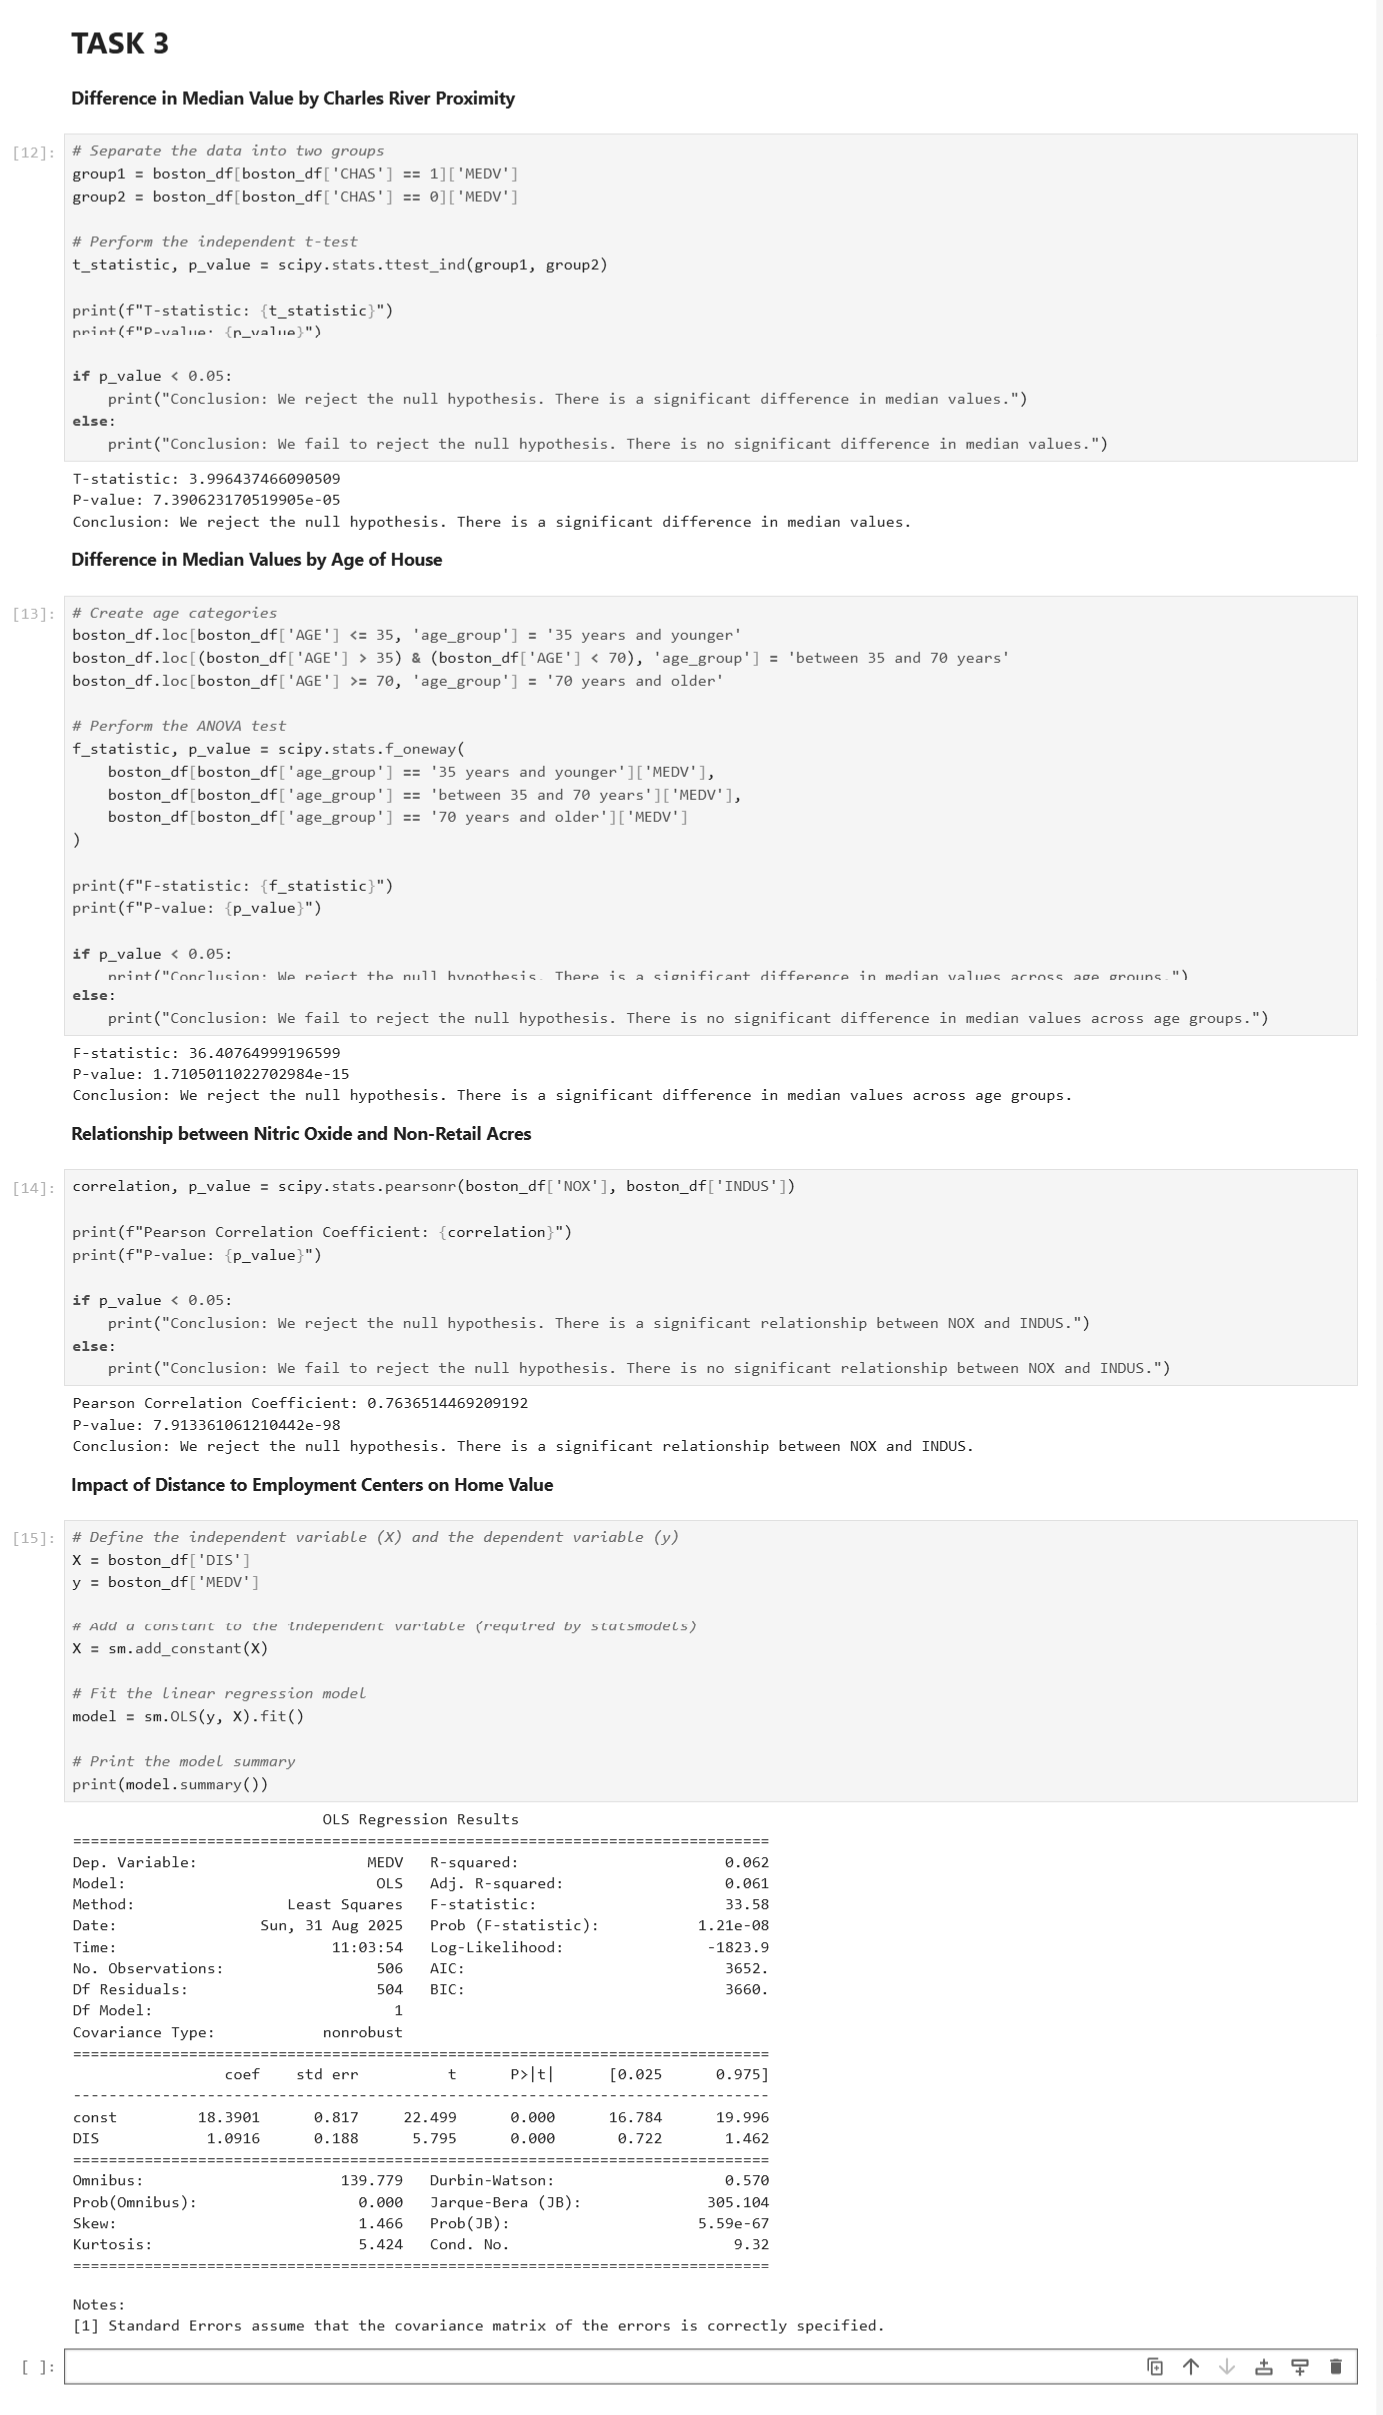 TASK 3
Difference in Median Value by Charles River Proximity
[12]:
# Separate the data into two groups
group1 = boston_df[boston_df['CHAS'] == 1]['MEDV']
group2 = boston_df[boston_df['CHAS'] == 0]['MEDV']
# Perform the independent t-test
t_statistic, p_value = scipy.stats.ttest_ind(group1, group2)
print(f"T-statistic: {t_statistic}")
print(f"P-value: {p_value}")
if p_value < 0.05:
    print("Conclusion: We reject the null hypothesis. There is a significant difference in median values.")
else:
    print("Conclusion: We fail to reject the null hypothesis. There is no significant difference in median values.")
T-statistic: 3.996437466090509
P-value: 7.390623170519905e-05
Conclusion: We reject the null hypothesis. There is a significant difference in median values.
Difference in Median Values by Age of House
[13]:
# Create age categories
boston_df.loc[boston_df['AGE'] <= 35, 'age_group'] = '35 years and younger'
boston_df.loc[(boston_df['AGE'] > 35) & (boston_df['AGE'] < 70), 'age_group'] = 'between 35 and 70 years'
boston_df.loc[boston_df['AGE'] >= 70, 'age_group'] = '70 years and older'
# Perform the ANOVA test
f_statistic, p_value = scipy.stats.f_oneway(
    boston_df[boston_df['age_group'] == '35 years and younger']['MEDV'],
    boston_df[boston_df['age_group'] == 'between 35 and 70 years']['MEDV'],
    boston_df[boston_df['age_group'] == '70 years and older']['MEDV']
)
print(f"F-statistic: {f_statistic}")
print(f"P-value: {p_value}")
if p_value < 0.05:
    print("Conclusion: We reject the null hypothesis. There is a significant difference in median values across age groups.")
else:
    print("Conclusion: We fail to reject the null hypothesis. There is no significant difference in median values across age groups.")
F-statistic: 36.40764999196599
P-value: 1.7105011022702984e-15
Conclusion: We reject the null hypothesis. There is a significant difference in median values across age groups.
Relationship between Nitric Oxide and Non-Retail Acres
[14]:
correlation, p_value = scipy.stats.pearsonr(boston_df['NOX'], boston_df['INDUS'])
print(f"Pearson Correlation Coefficient: {correlation}")
print(f"P-value: {p_value}")
if p_value < 0.05:
    print("Conclusion: We reject the null hypothesis. There is a significant relationship between NOX and INDUS.")
else:
    print("Conclusion: We fail to reject the null hypothesis. There is no significant relationship between NOX and INDUS.")
Pearson Correlation Coefficient: 0.7636514469209192
P-value: 7.913361061210442e-98
Conclusion: We reject the null hypothesis. There is a significant relationship between NOX and INDUS.
Impact of Distance to Employment Centers on Home Value
[15]:
# Define the independent variable (X) and the dependent variable (y)
X = boston_df['DIS']
y = boston_df['MEDV']
# Add a constant to the independent variable (required by statsmodels)
X = sm.add_constant(X)
# Fit the linear regression model
model = sm.OLS(y, X).fit()
# Print the model summary
print(model.summary())
OLS Regression Results
==============================================================================
Dep. Variable: MEDV R-squared: 0.062
Model: OLS Adj. R-squared: 0.061
Method: Least Squares F-statistic: 33.58
Date: Sun, 31 Aug 2025 Prob (F-statistic): 1.21e-08
Time: 11:03:54 Log-Likelihood: -1823.9
No. Observations: 506 AIC: 3652.
Df Residuals: 504 BIC: 3660.
Df Model: 1
Covariance Type: nonrobust
==============================================================================
coef std err t P>|t| [0.025 0.975]
------------------------------------------------------------------------------
const 18.3901 0.817 22.499 0.000 16.784 19.996
DIS 1.0916 0.188 5.795 0.000 0.722 1.462
==============================================================================
Omnibus: 139.779 Durbin-Watson: 0.570
Prob(Omnibus): 0.000 Jarque-Bera (JB): 305.104
Skew: 1.466 Prob(JB): 5.59e-67
Kurtosis: 5.424 Cond. No. 9.32
==============================================================================
Notes:
[1] Standard Errors assume that the covariance matrix of the errors is correctly specified.
[ ]: